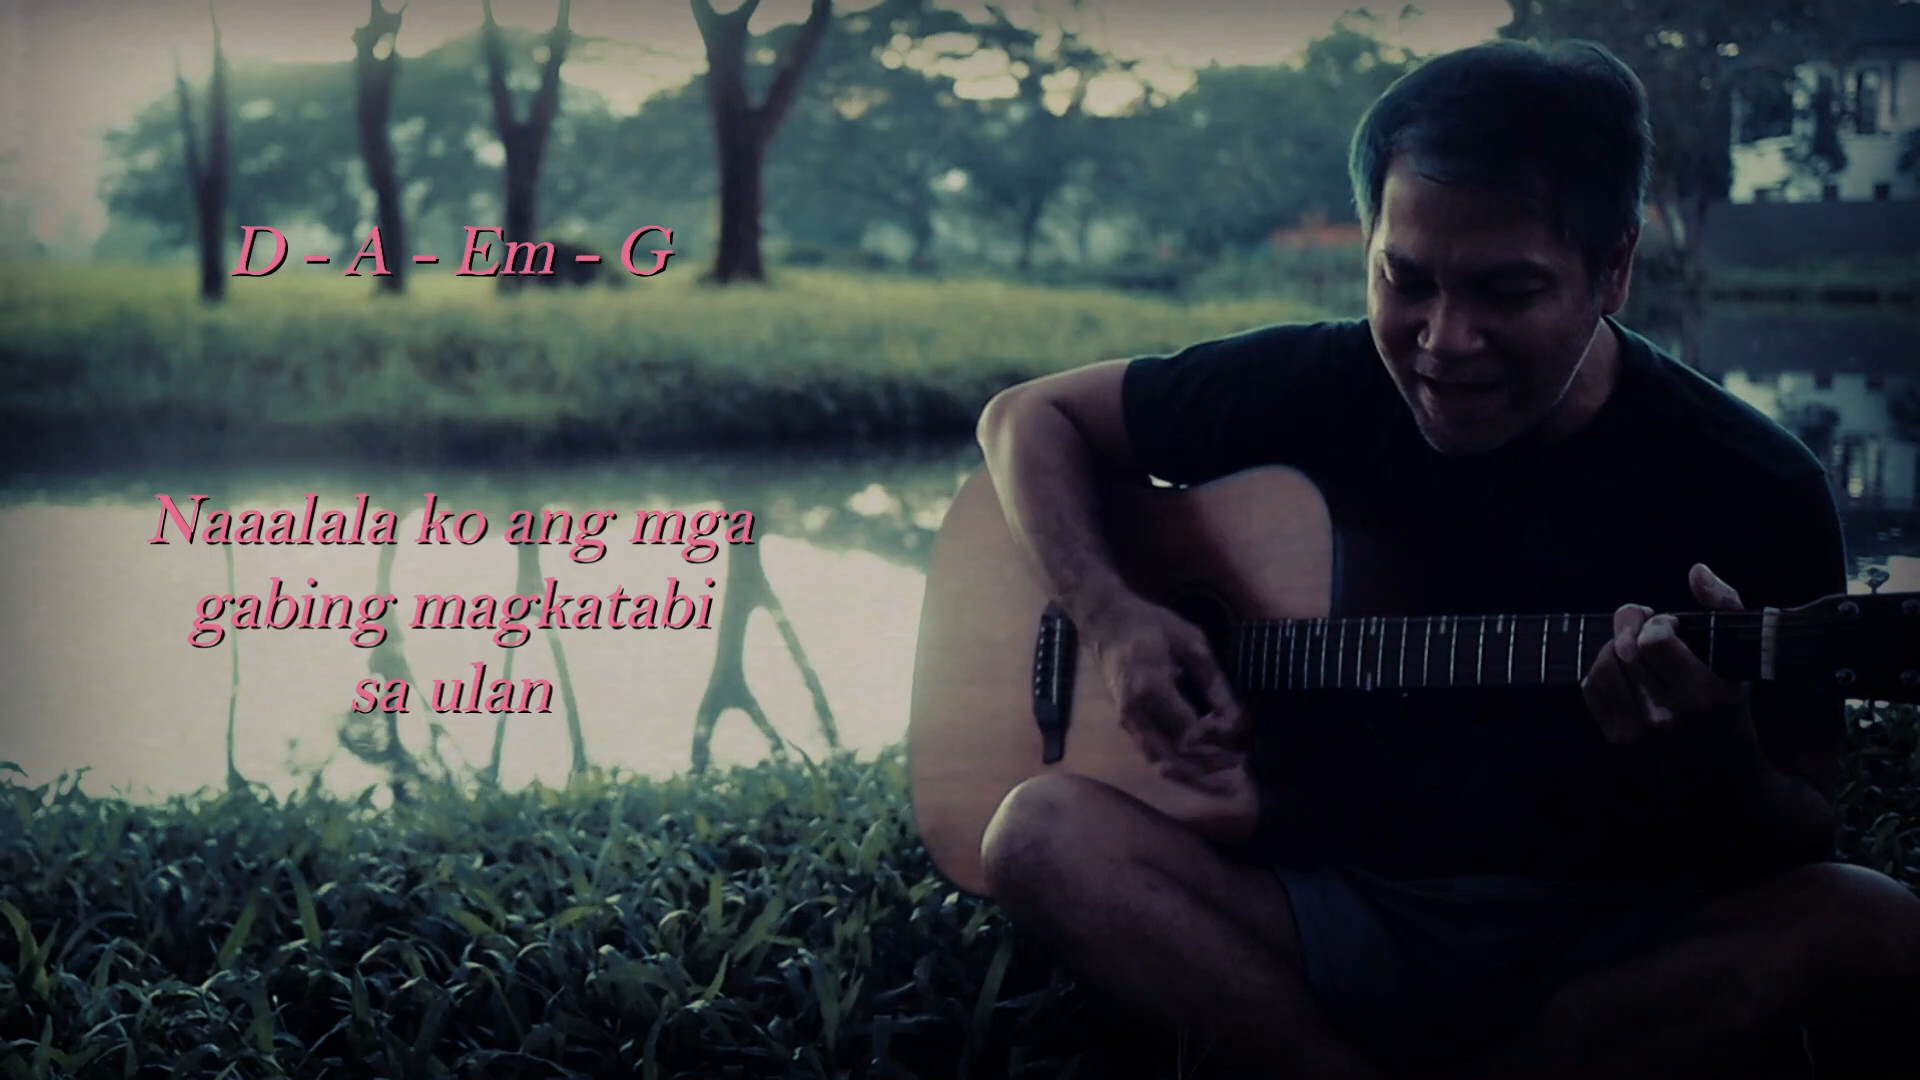 D - A - Em - G
Naaalala ko ang mga
gabing magkatabi
sa ulan